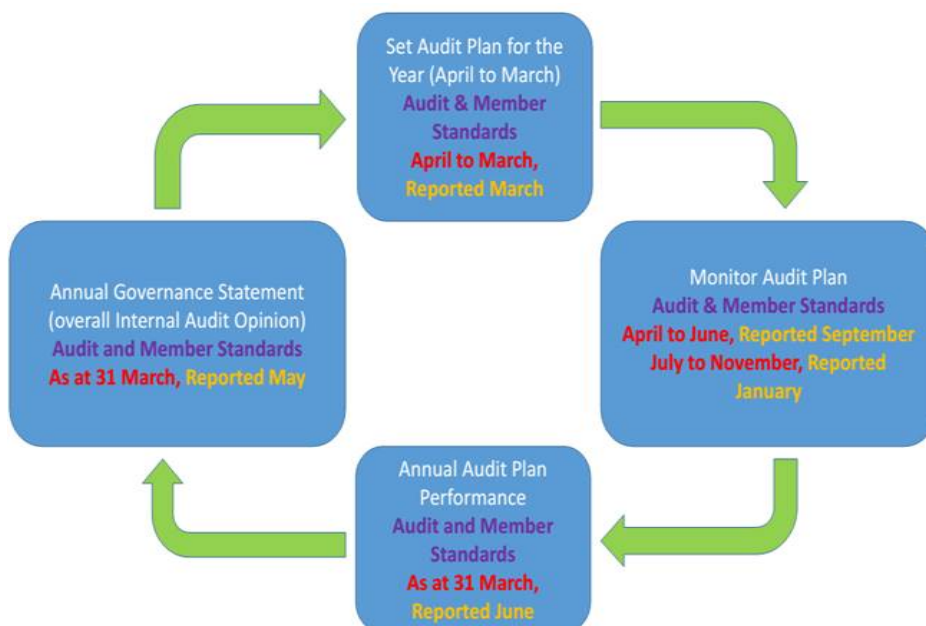 Set Audit Plan for the
Year (April to March)
Audit & Member
Standards
April to March,
Reported March
Monitor Audit Plan
Audit & Member Standards
April to June, Reported September
July to November, Reported
January
Annual Audit Plan
Performance
Audit and Member
Standards
As at 31 March,
Reported June
Annual Governance Statement
(overall Internal Audit Opinion)
Audit and Member Standards
As at 31 March, Reported May